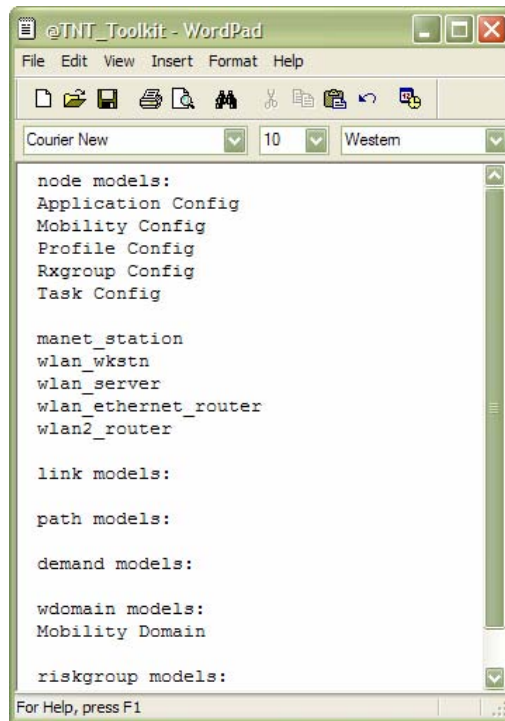 @TNT_Toolkit - WordPad
File Edit View Insert Format Help
Courier New 10 Western
node models:
Application Config
Mobility Config
Profile Config
Rxgroup Config
Task Config
manet_station
wlan_wkstn
wlan_server
wlan_ethernet_router
wlan2_router
link models:
path models:
demand models:
wdomain models:
Mobility Domain
riskgroup models:
For Help, press F1